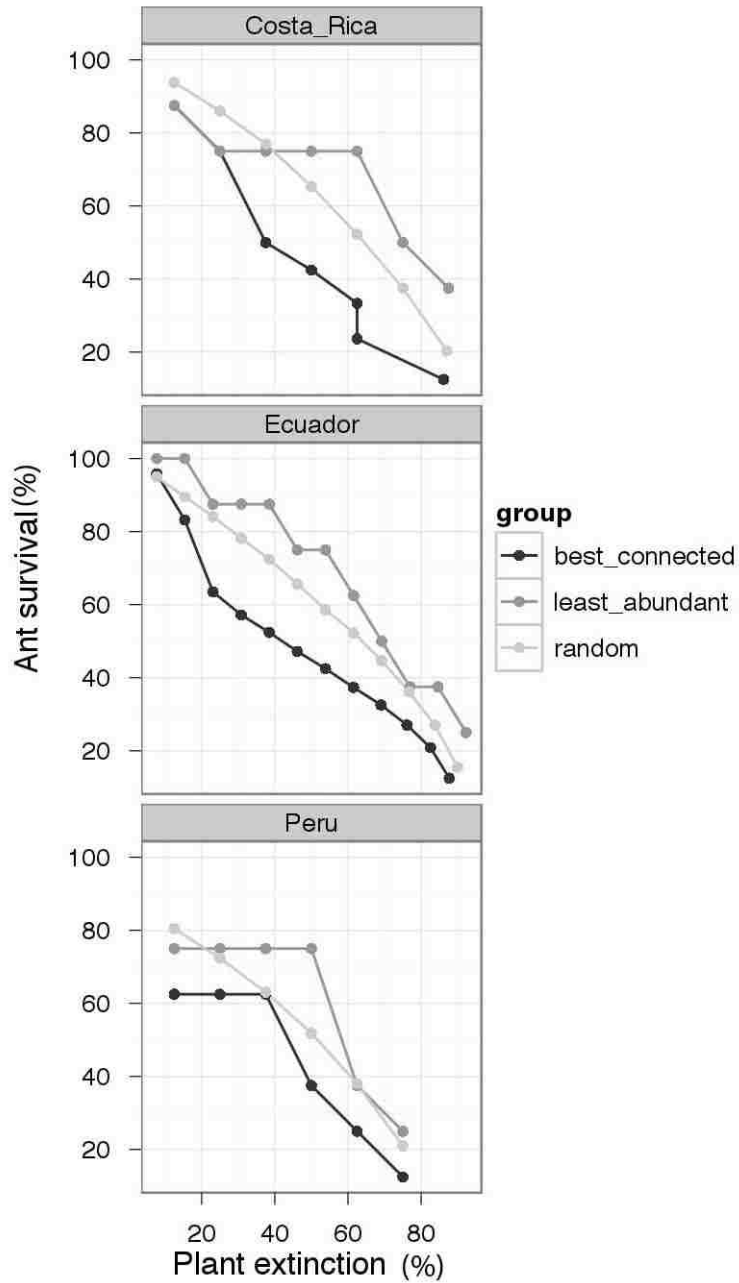 Costa_Rica
100
80
60
40
20
Ecuador
100
80
60
40
20
Peru
100
80
60
40
20
20 40 60 80
Plant extinction (%)
Ant survival (%)
group
best_connected
least_abundant
random